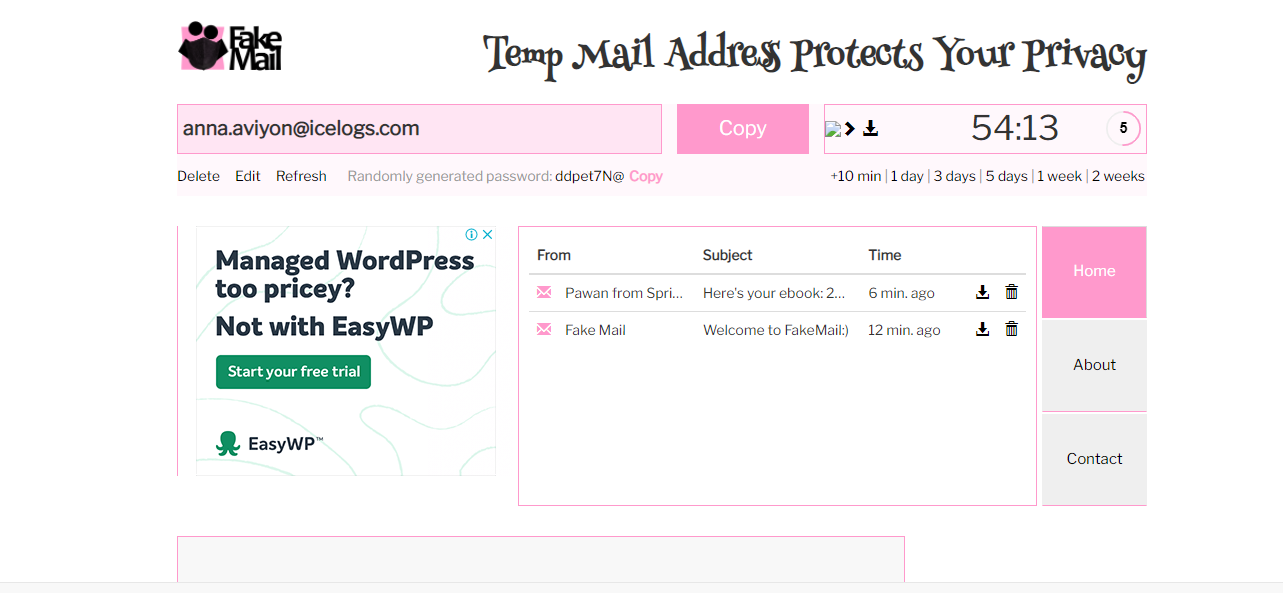 Fake
Mail
Temp Mail Address Protects Your Privacy
anna.aviyon@icelogs.com
Copy
54:13
5
Delete Edit Refresh Randomly generated password: ddpet7N@ Copy
+10 min | 1 day | 3 days | 5 days | 1 week | 2 weeks
Managed WordPress
too pricey?
Not with EasyWP
Start your free trial
EasyWP™
From Subject Time
Pawan from Spri... Here's your ebook: 2... 6 min. ago
Fake Mail Welcome to FakeMail:) 12 min. ago
Home
About
Contact